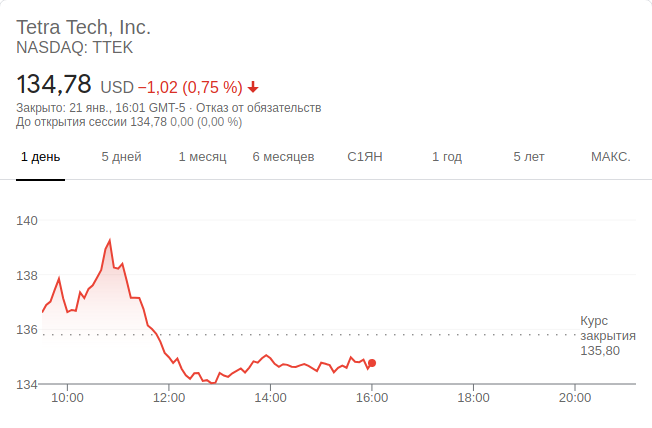 Tetra Tech, Inc.
NASDAQ: TTEK
134,78 USD −1,02 (0,75 %)
Закрыто: 21 янв., 16:01 GMT-5 · Отказ от обязательств
До открытия сессии 134,78 0,00 (0,00 %)
1 день 5 дней 1 месяц 6 месяцев С1ЯН 1 год 5 лет МАКС.
140
138
136
134
Курс
закрытия
135,80
10:00 12:00 14:00 16:00 18:00 20:00